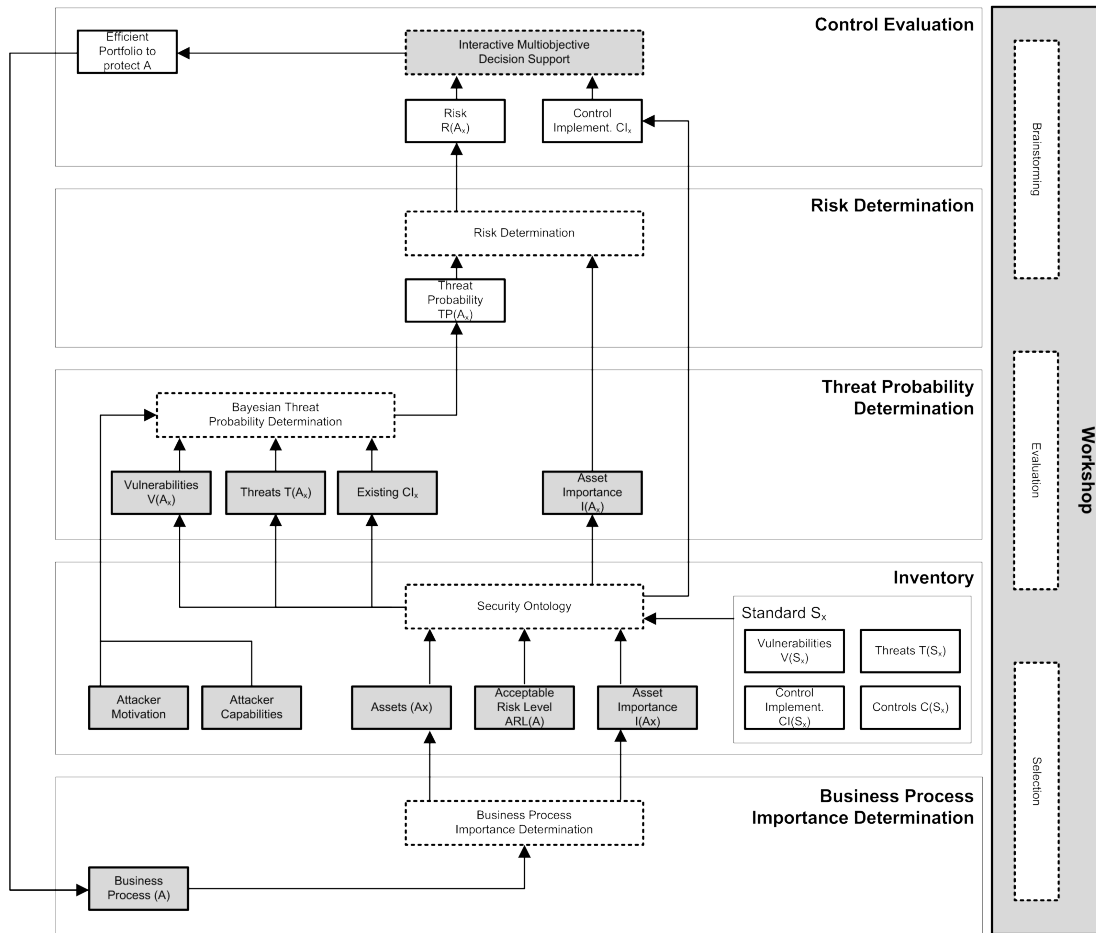 Control Evaluation
Efficient
Portfolio to
protect A
Interactive Multiobjective
Decision Support
Risk
R(Aₓ)
Control
Implement. CIₓ
Risk Determination
Risk Determination
Threat
Probability
TP(Aₓ)
Threat Probability
Determination
Bayesian Threat
Probability Determination
Vulnerabilities
V(Aₓ)
Threats T(Aₓ)
Existing CIₓ
Asset
Importance
I(Aₓ)
Inventory
Security Ontology
Standard Sₓ
Vulnerabilities
V(Sₓ)
Threats T(Sₓ)
Control
Implement.
CI(Sₓ)
Controls C(Sₓ)
Attacker
Motivation
Attacker
Capabilities
Assets (Ax)
Acceptable
Risk Level
ARL(A)
Asset
Importance
I(Ax)
Business Process
Importance Determination
Business Process
Importance Determination
Business
Process (A)
Brainstorming
Evaluation
Selection
Workshop